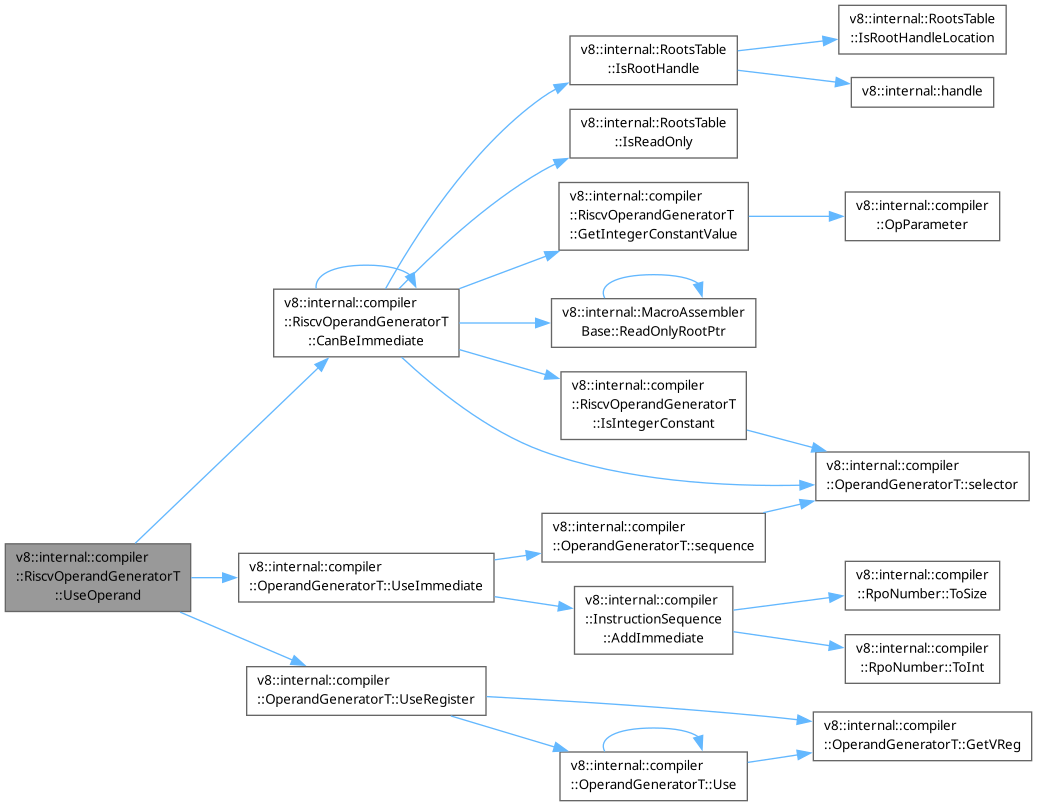 v8::internal::RootsTable
::IsRootHandleLocation
v8::internal::RootsTable
::IsRootHandle
v8::internal::handle
v8::internal::RootsTable
::IsReadOnly
v8::internal::compiler
::RiscvOperandGeneratorT
::GetIntegerConstantValue
v8::internal::compiler
::OpParameter
v8::internal::compiler
::RiscvOperandGeneratorT
::CanBeImmediate
v8::internal::MacroAssembler
Base::ReadOnlyRootPtr
v8::internal::compiler
::RiscvOperandGeneratorT
::IsIntegerConstant
v8::internal::compiler
::OperandGeneratorT::selector
v8::internal::compiler
::OperandGeneratorT::sequence
v8::internal::compiler
::RiscvOperandGeneratorT
::UseOperand
v8::internal::compiler
::OperandGeneratorT::UseImmediate
v8::internal::compiler
::InstructionSequence
::AddImmediate
v8::internal::compiler
::RpoNumber::ToSize
v8::internal::compiler
::RpoNumber::ToInt
v8::internal::compiler
::OperandGeneratorT::UseRegister
v8::internal::compiler
::OperandGeneratorT::GetVReg
v8::internal::compiler
::OperandGeneratorT::Use